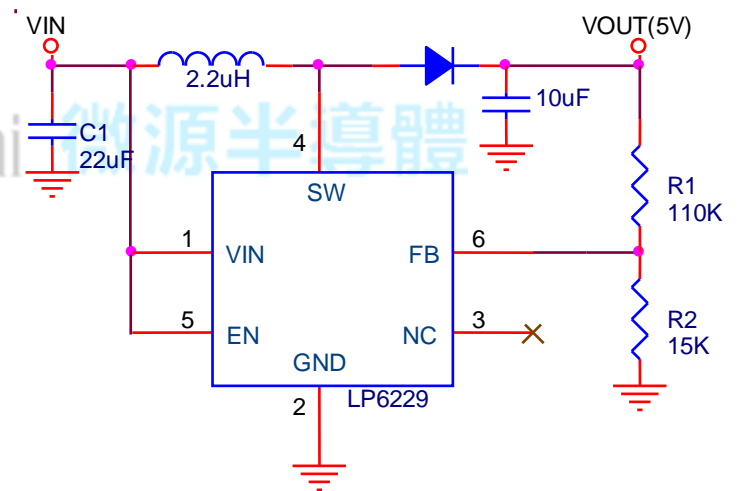 VIN
VOUT(5V)
2.2uH
10uF
C1
22uF
微源半導體
4
SW
R1
110K
1
VIN
FB
6
5
EN
NC
3
R2
15K
GND
2
LP6229